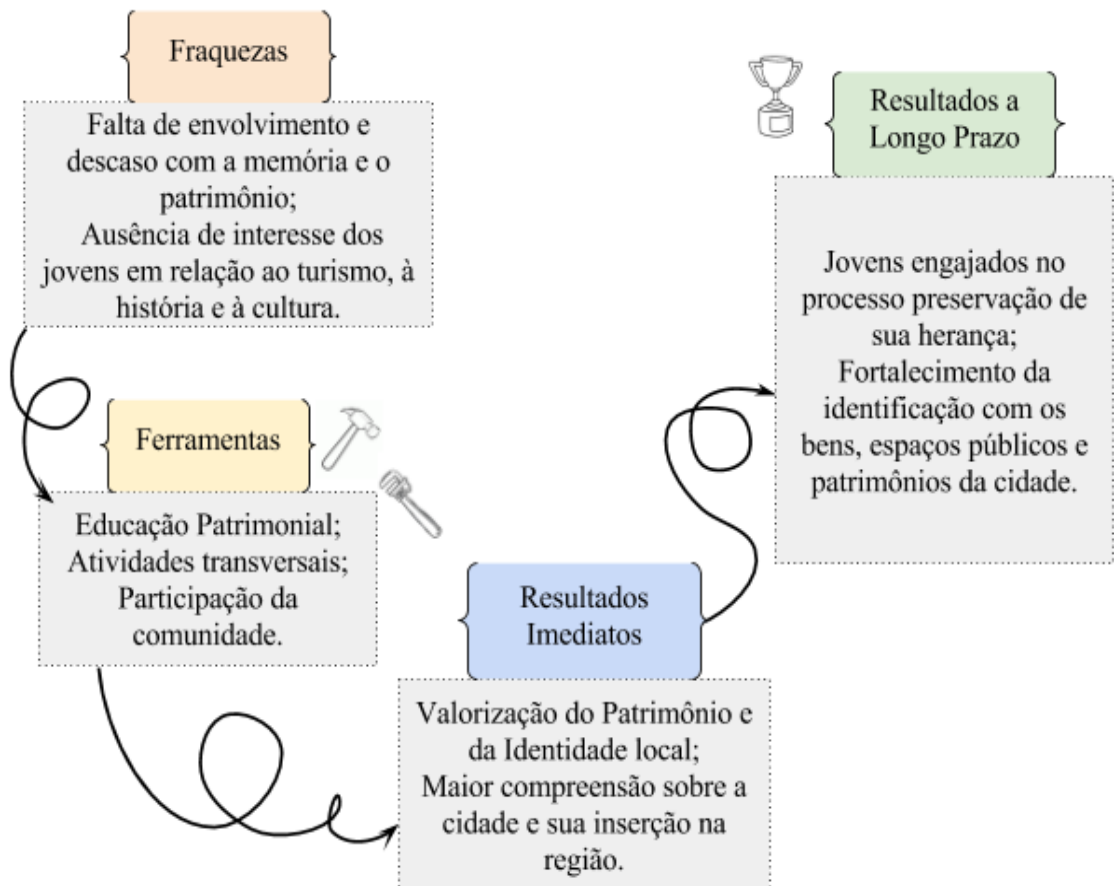 Fraquezas
Falta de envolvimento e
descaso com a memória e o
patrimônio;
Ausência de interesse dos
jovens em relação ao turismo, à
história e à cultura.
Ferramentas
Educação Patrimonial;
Atividades transversais;
Participação da
comunidade.
Resultados
Imediatos
Valorização do Patrimônio e
da Identidade local;
Maior compreensão sobre a
cidade e sua inserção na
região.
Resultados a
Longo Prazo
Jovens engajados no
processo preservação de
sua herança;
Fortalecimento da
identificação com os
bens, espaços públicos e
patrimônios da cidade.